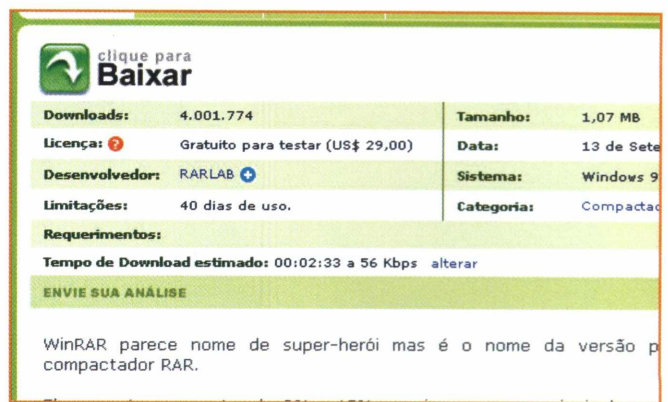 clique para
Baixar
Downloads: 4.001.774 Tamanho: 1,07 MB
Licença: Gratuito para testar (US$ 29,00) Data: 13 de Sete
Desenvolvedor: RARLAB Sistema: Windows 9
Limitações: 40 dias de uso. Categoria: Compactad
Requerimentos:
Tempo de Download estimado: 00:02:33 a 56 Kbps alterar
ENVIE SUA ANÁLISE
WinRAR parece nome de super-herói mas é o nome da versão p
compactador RAR.